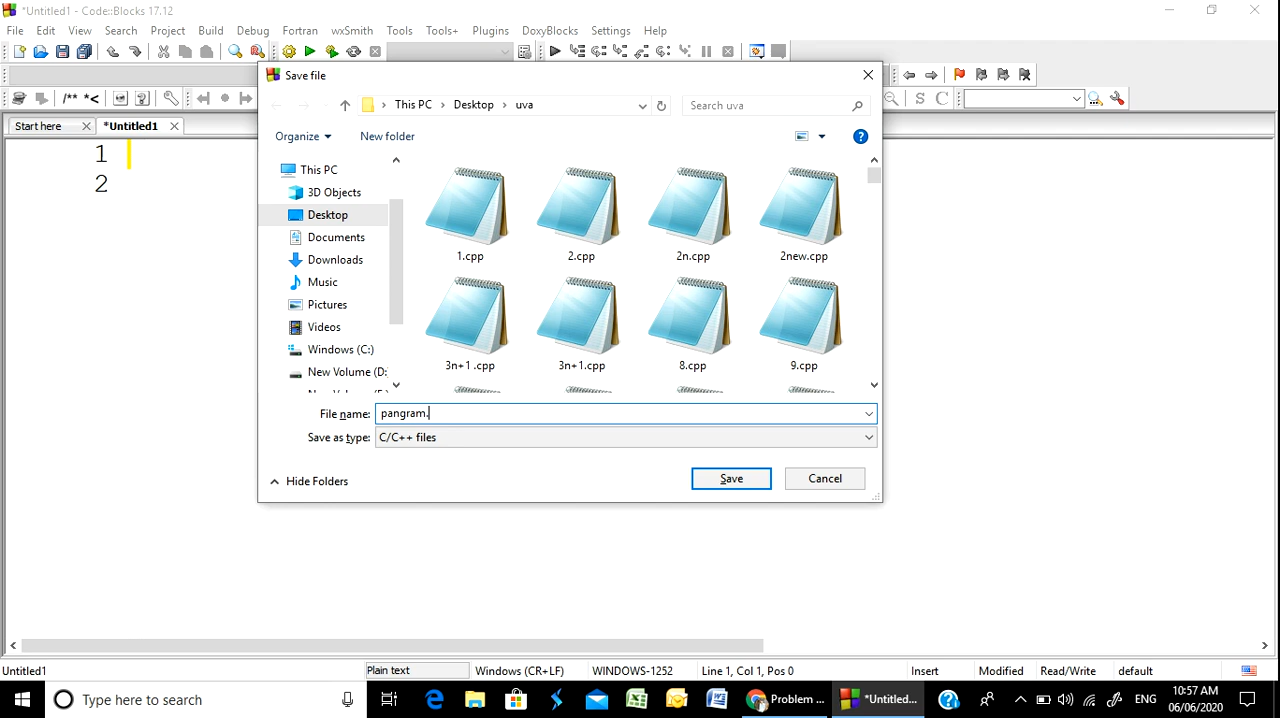 *Untitled1 - Code::Blocks 17.12
File Edit View Search Project Build Debug Fortran wxSmith Tools Tools+ Plugins DoxyBlocks Settings Help
Save file
This PC > Desktop > uva
Search uva
/** *<
S C
Start here
*Untitled1
Organize
New folder
1
2
This PC
3D Objects
Desktop
Documents
Downloads
Music
Pictures
Videos
Windows (C:)
New Volume (D:
1.cpp 2.cpp 2n.cpp 2new.cpp
3n+1 .cpp 3n+1.cpp 8.cpp 9.cpp
File name: pangram.
Save as type: C/C++ files
Hide Folders
Save
Cancel
Untitled1 Plain text Windows (CR+LF) WINDOWS-1252 Line 1, Col 1, Pos 0 Insert Modified Read/Write default
Type here to search
Problem ...
*Untitled...
ENG
10:57 AM
06/06/2020